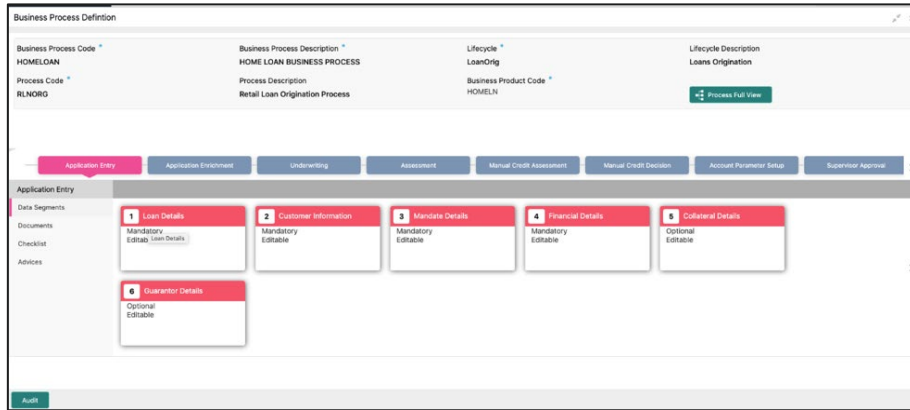 Business Process Defintion
Business Process Code *
Business Process Description *
Lifecycle *
Lifecycle Description
HOMELOAN
HOME LOAN BUSINESS PROCESS
LoanOrig
Loans Origination
Process Code *
Process Description
Business Product Code *
RLNORG
Retail Loan Origination Process
HOMELN
Process Full View
Application Entry
Application Enrichment
Underwriting
Assessment
Manual Credit Assessment
Manual Credit Decision
Account Parameter Setup
Supervisor Approval
Application Entry
Data Segments
Documents
Checklist
Advices
1 Loan Details
Mandatory
Editab
Loan Details
2 Customer Information
Mandatory
Editable
3 Mandate Details
Mandatory
Editable
4 Financial Details
Mandatory
Editable
5 Collateral Details
Optional
Editable
6 Guarantor Details
Optional
Editable
Audit